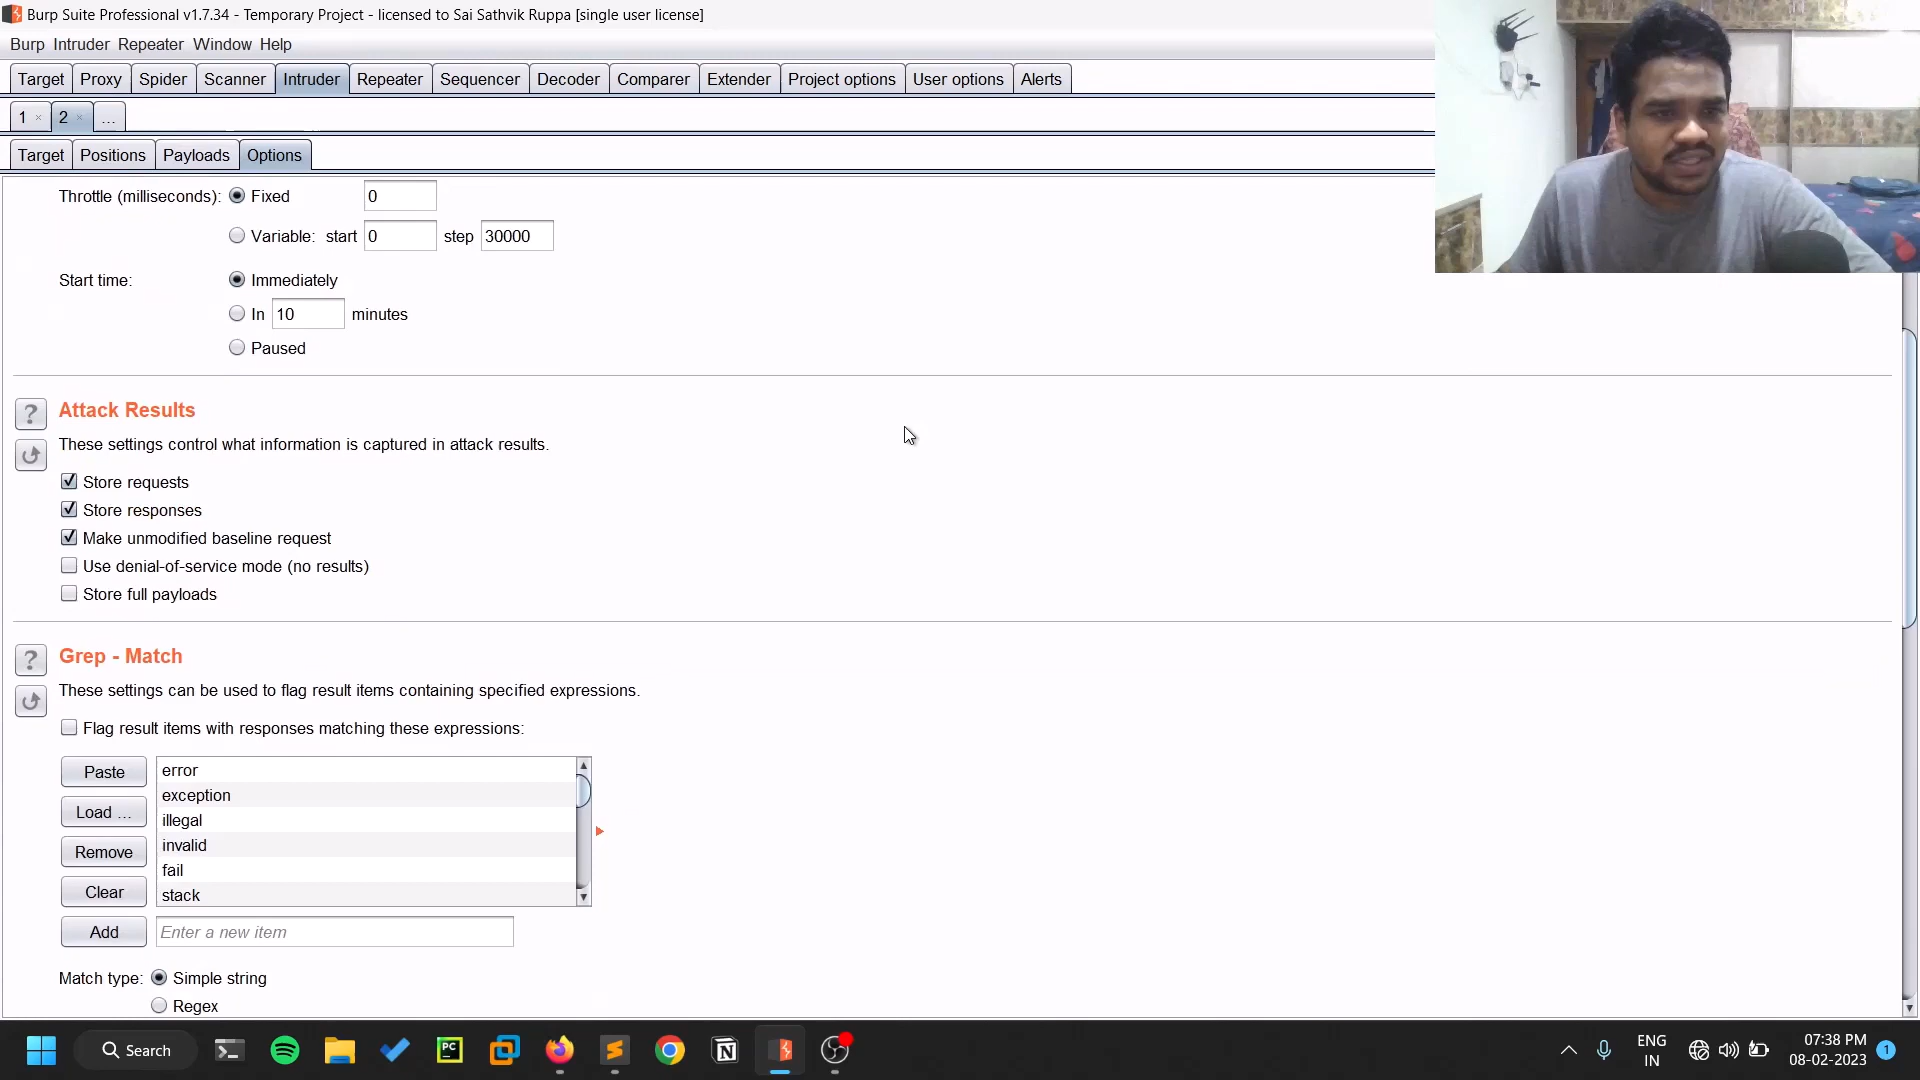 Burp Suite Professional v1.7.34 - Temporary Project - licensed to Sai Sathvik Ruppa [single user license]
Burp Intruder Repeater Window Help
Target Proxy Spider Scanner Intruder Repeater Sequencer Decoder Comparer Extender Project options User options Alerts
1 × 2 × ...
Target Positions Payloads Options
Throttle (milliseconds): Fixed 0
Variable: start 0 step 30000
Start time: Immediately
In 10 minutes
Paused
? Attack Results
These settings control what information is captured in attack results.
Store requests
Store responses
Make unmodified baseline request
Use denial-of-service mode (no results)
Store full payloads
? Grep - Match
These settings can be used to flag result items containing specified expressions.
Flag result items with responses matching these expressions:
Paste error
exception
Load ... illegal
invalid
Remove fail
Clear stack
Add Enter a new item
Match type: Simple string
Regex
Search PC N ENG 07:38 PM
IN 08-02-2023 1